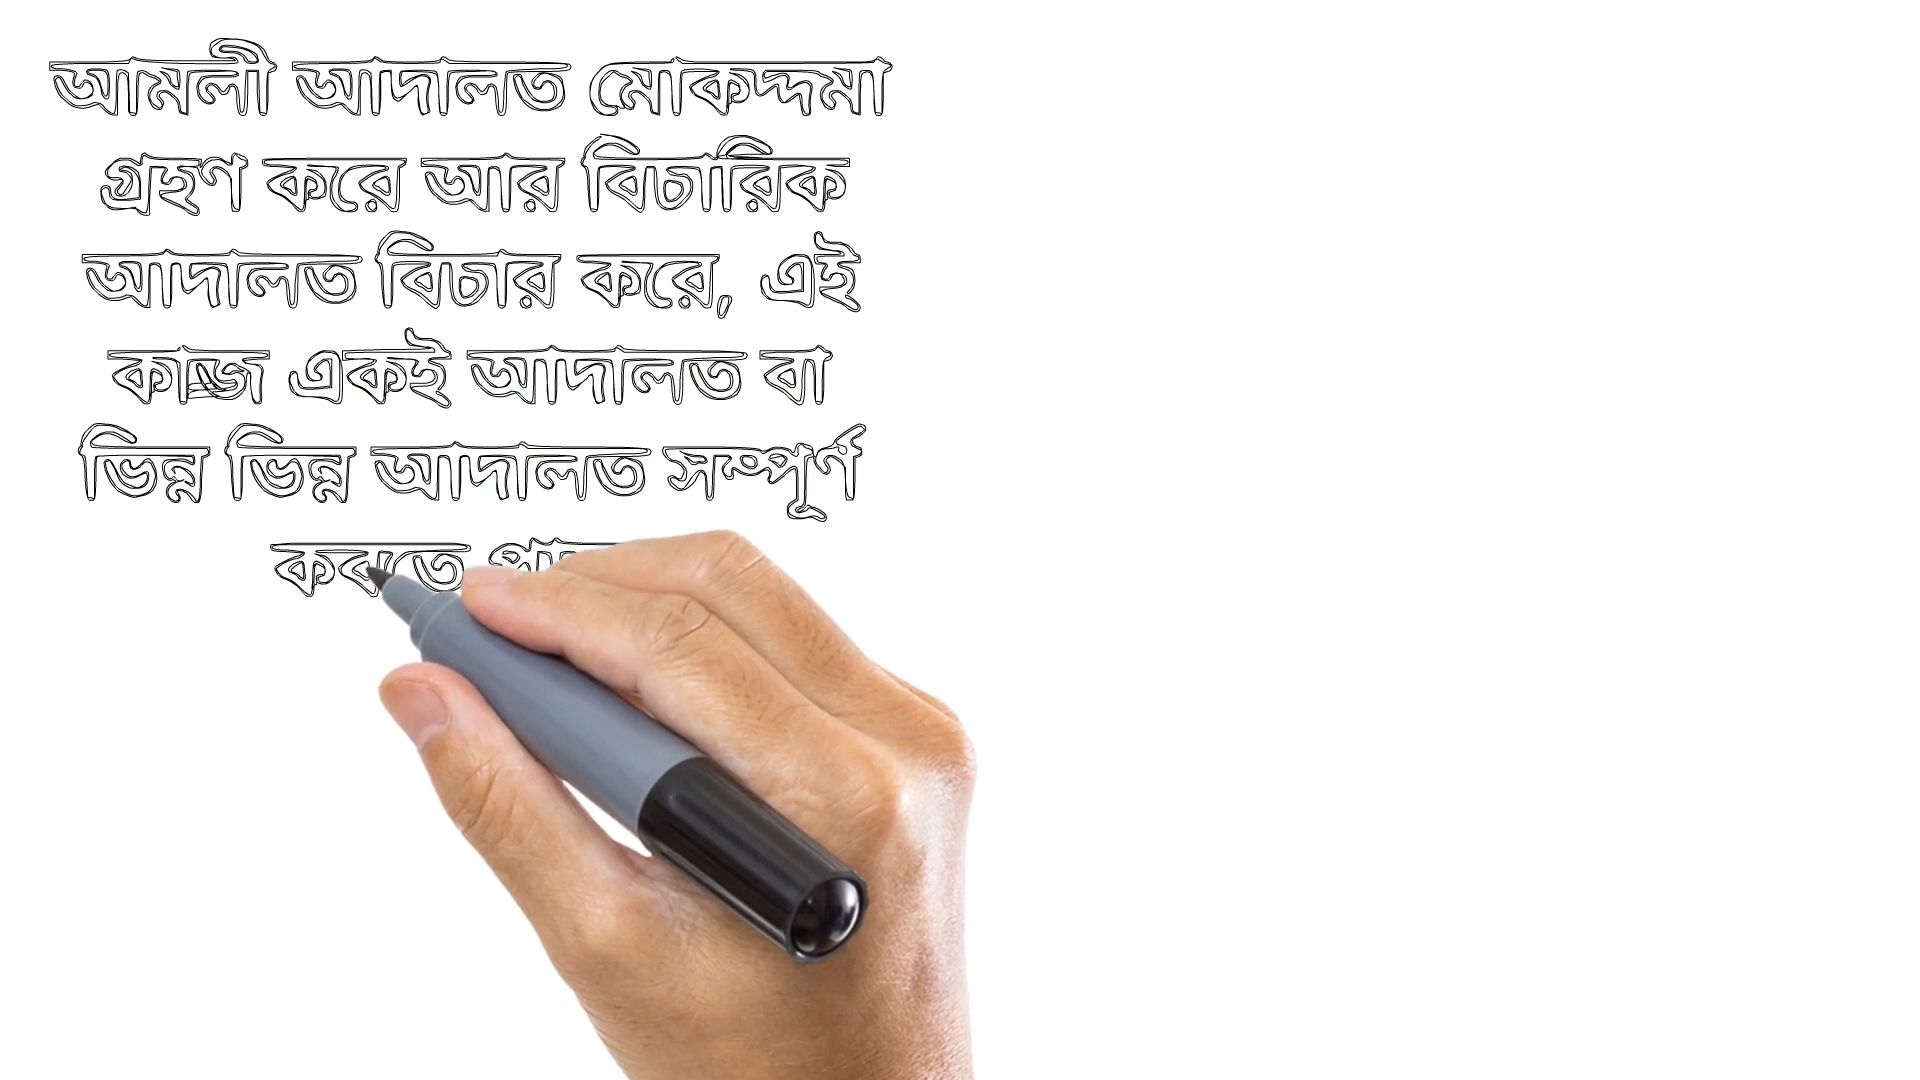 আমলী আদালত মোকদ্দমা
গ্রহণ করে আর বিচারিক
আদালত বিচার করে, এই
কাজ একই আদালত বা
ভিন্ন ভিন্ন আদালত সম্পূর্ণ
করতে